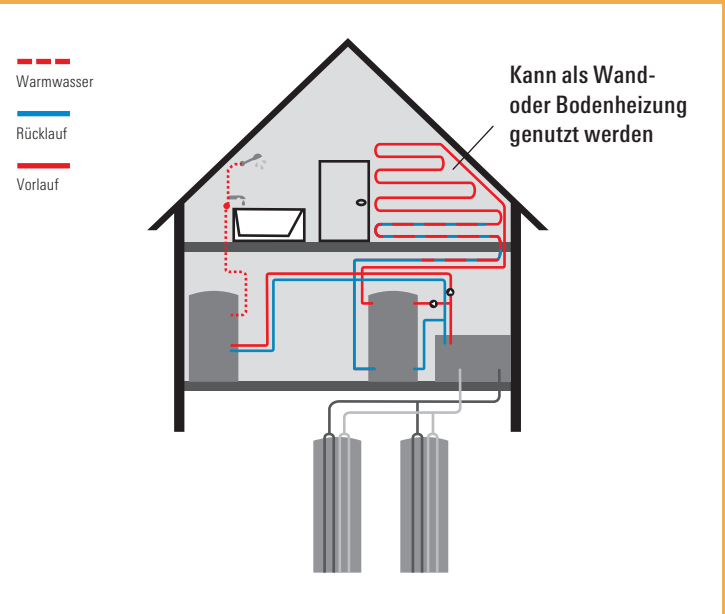 Warmwasser
Rücklauf
Vorlauf
Kann als Wand-
oder Bodenheizung
genutzt werden